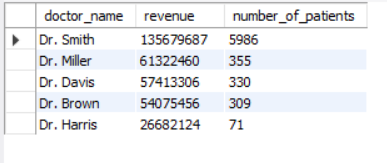 doctor_name revenue number_of_patients
Dr. Smith 135679687 5986
Dr. Miller 61322460 355
Dr. Davis 57413306 330
Dr. Brown 54075456 309
Dr. Harris 26682124 71